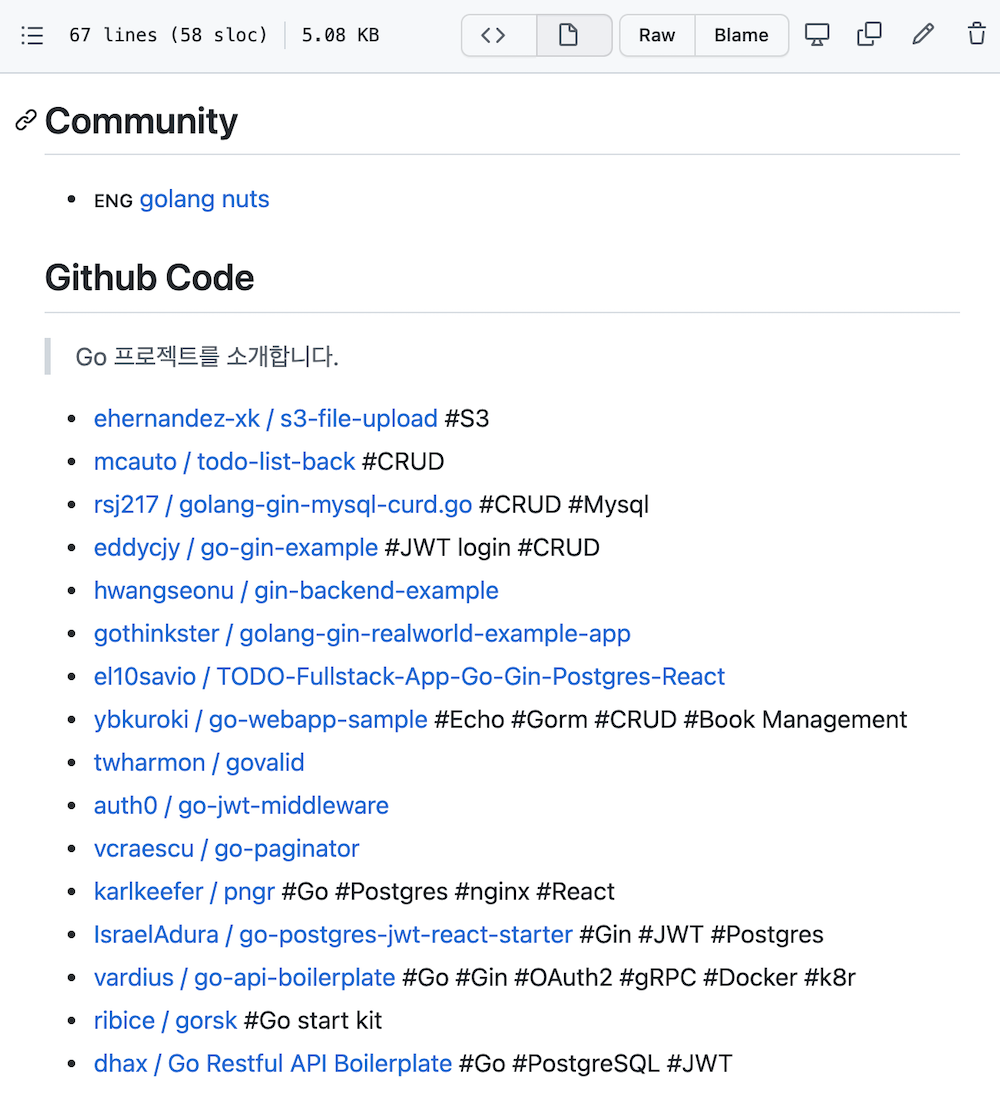 67 lines (58 sloc) 5.08 KB Raw Blame
Community
ENG golang nuts
Github Code
Go 프로젝트를 소개합니다.
ehernandez-xk / s3-file-upload #S3
mcauto / todo-list-back #CRUD
rsj217 / golang-gin-mysql-curd.go #CRUD #Mysql
eddycjy / go-gin-example #JWT login #CRUD
hwangseonu / gin-backend-example
gothinkster / golang-gin-realworld-example-app
el10savio / TODO-Fullstack-App-Go-Gin-Postgres-React
ybkuroki / go-webapp-sample #Echo #Gorm #CRUD #Book Management
twharmon / govalid
auth0 / go-jwt-middleware
vcraescu / go-paginator
karlkeefer / pngr #Go #Postgres #nginx #React
IsraelAdura / go-postgres-jwt-react-starter #Gin #JWT #Postgres
vardius / go-api-boilerplate #Go #Gin #OAuth2 #gRPC #Docker #k8r
ribice / gorsk #Go start kit
dhax / Go Restful API Boilerplate #Go #PostgreSQL #JWT